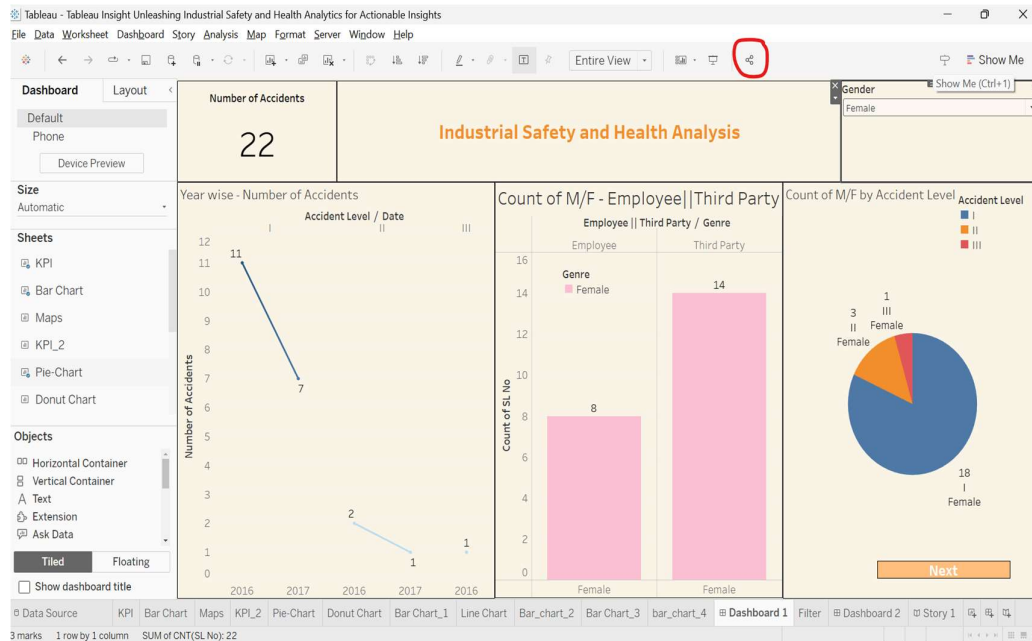 Tableau - Tableau Insight Unleashing Industrial Safety and Health Analytics for Actionable Insights
File Data Worksheet Dashboard Story Analysis Map Format Server Window Help
Entire View
Show Me
Show Me (Ctrl+1)
Dashboard Layout
Default
Phone
Device Preview
Size
Automatic
Sheets
KPI
Bar Chart
Maps
KPI_2
Pie-Chart
Donut Chart
Objects
Horizontal Container
Vertical Container
Text
Extension
Ask Data
Tiled Floating
Show dashboard title
Number of Accidents
22
Industrial Safety and Health Analysis
Gender
Female
Year wise - Number of Accidents
Accident Level / Date
I II III
Number of Accidents
12
11
10
9
8
7
6
5
4
3
2
1
0
11
7
2
1
1
2016 2017 2016 2017 2016
Count of M/F - Employee||Third Party
Employee || Third Party / Genre
Employee Third Party
Genre
Female
Count of SL No
16
14
12
10
8
6
4
2
0
8
14
Female Female
Count of M/F by Accident Level
Accident Level
I
II
III
1
III
Female
3
II
Female
18
I
Female
Next
Data Source KPI Bar Chart Maps KPI_2 Pie-Chart Donut Chart Bar Chart_1 Line Chart Bar_chart_2 Bar Chart_3 bar_chart_4 Dashboard 1 Filter Dashboard 2 Story 1
3 marks 1 row by 1 column SUM of CNT(SL No): 22